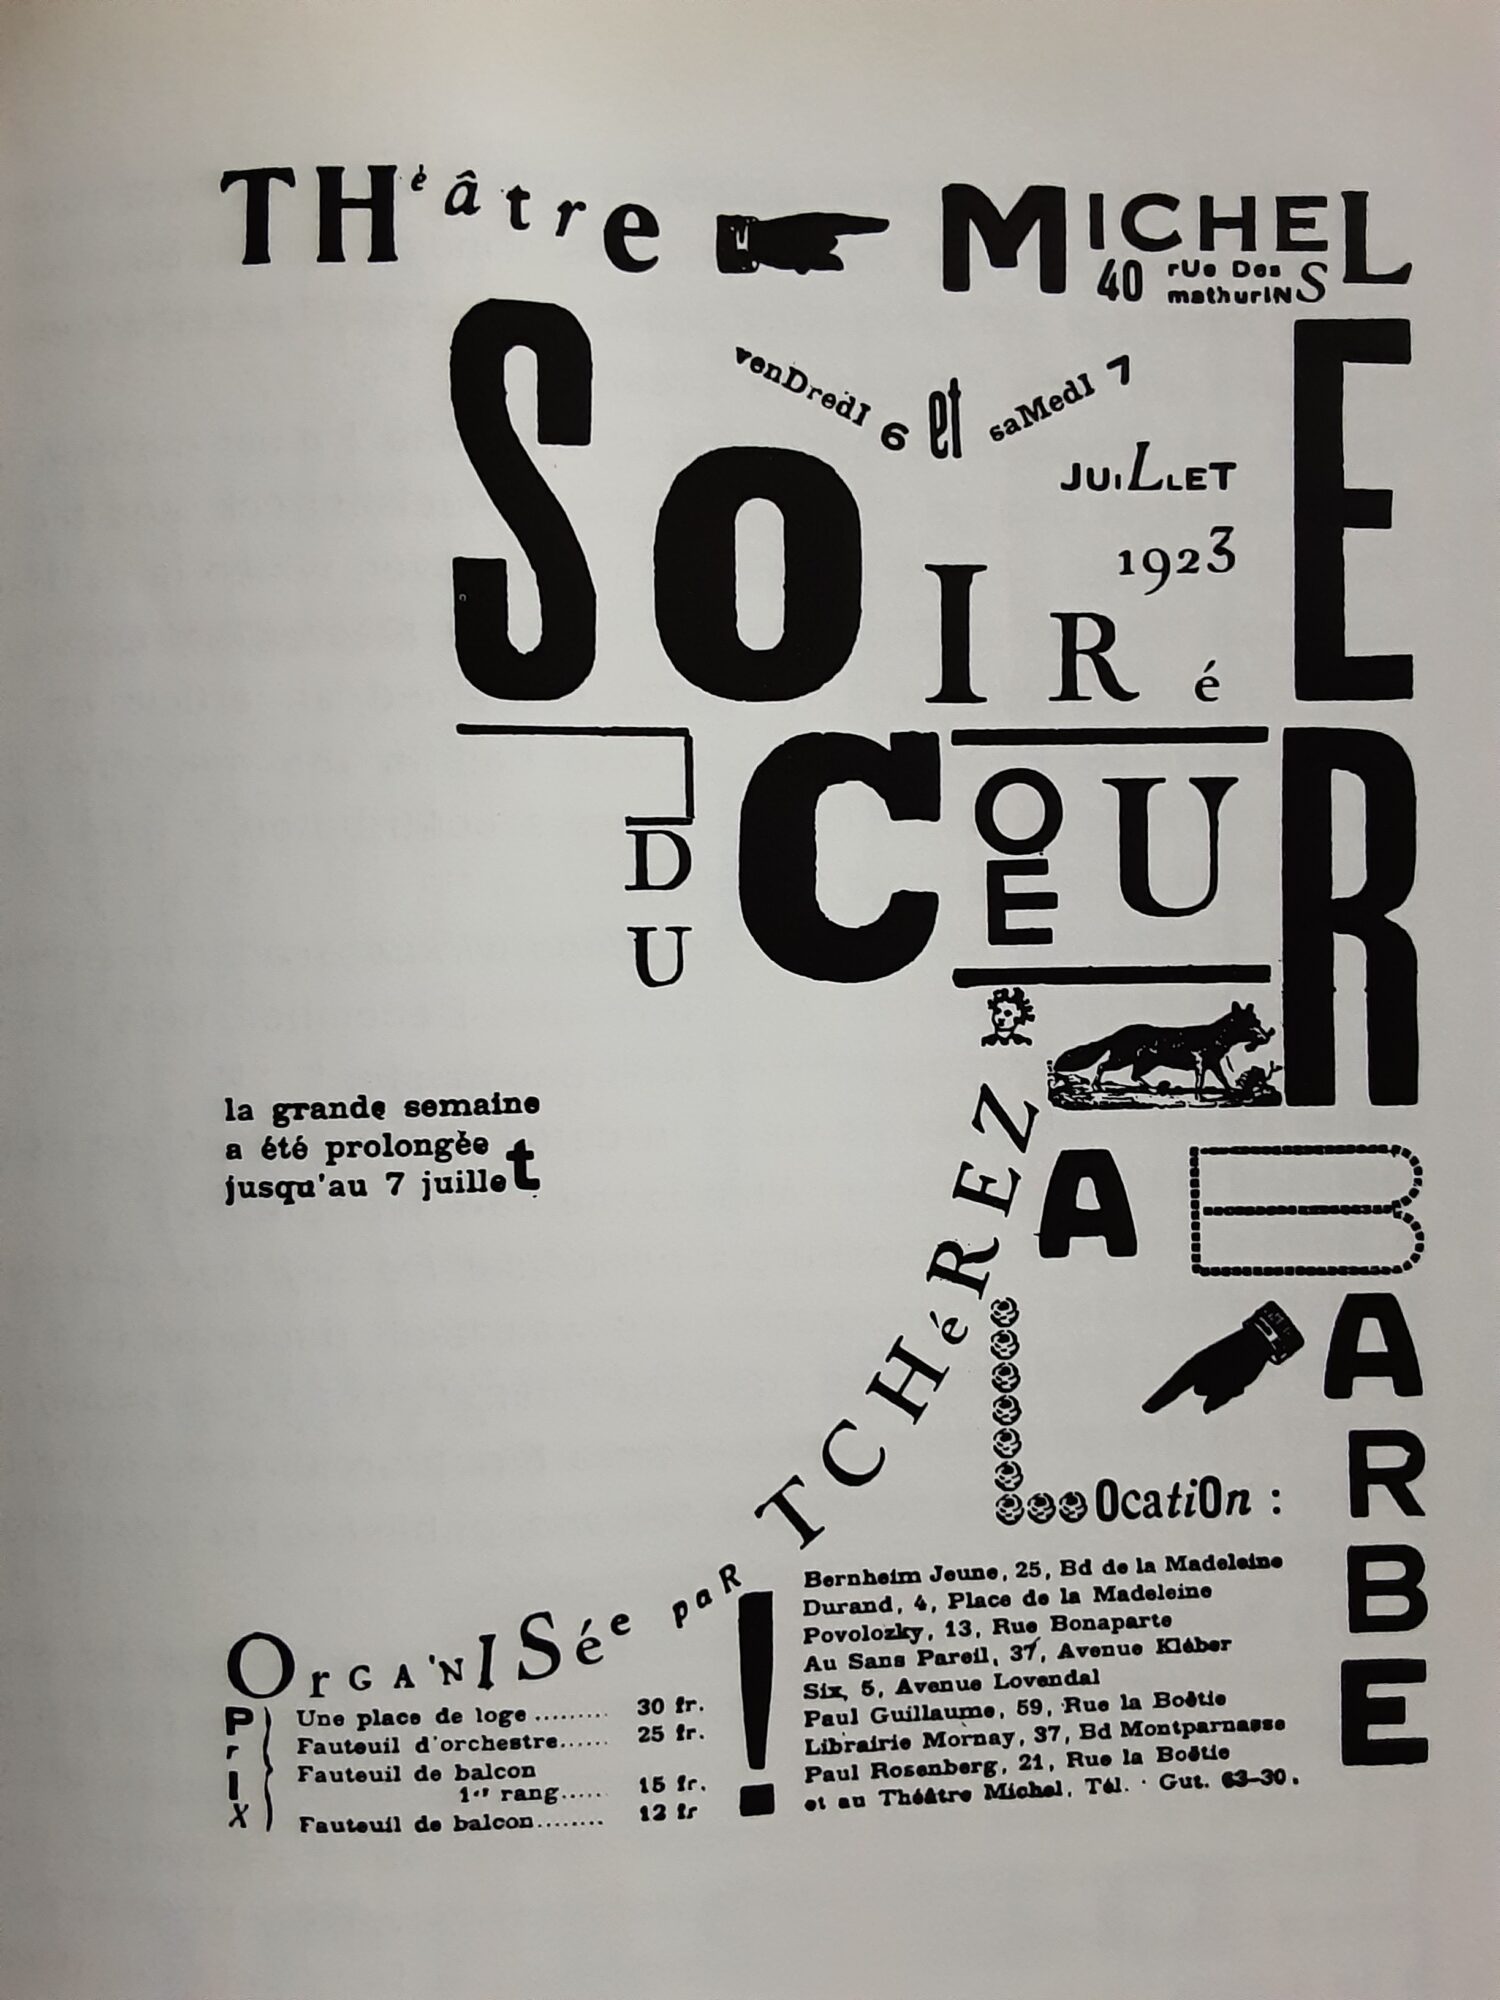 THèâtre MICHEL
40 rUe Des
mathurINS
venDredI 6 et saMedI 7
JUiLLET
1923
SOIRéE
DU
CŒUR
A
BARBE
la grande semaine
a été prolongée
jusqu'au 7 juillet
OrGA'NISée paR TCHéREZ
LocatiOn :
Bernheim Jeune, 25, Bd de la Madeleine
Durand, 4, Place de la Madeleine
Povolozky, 13, Rue Bonaparte
Au Sans Pareil, 37, Avenue Kléber
Six, 5, Avenue Lovendal
Paul Guillaume, 59, Rue la Boëtie
Librairie Mornay, 37, Bd Montparnasse
Paul Rosenberg, 21, Rue la Boëtie
et au Théâtre Michel, Tél. · Gut. 63-30.
PrIX
Une place de loge ......... 30 fr.
Fauteuil d'orchestre...... 25 fr.
Fauteuil de balcon
1er rang...... 15 fr.
Fauteuil de balcon........ 12 fr
!